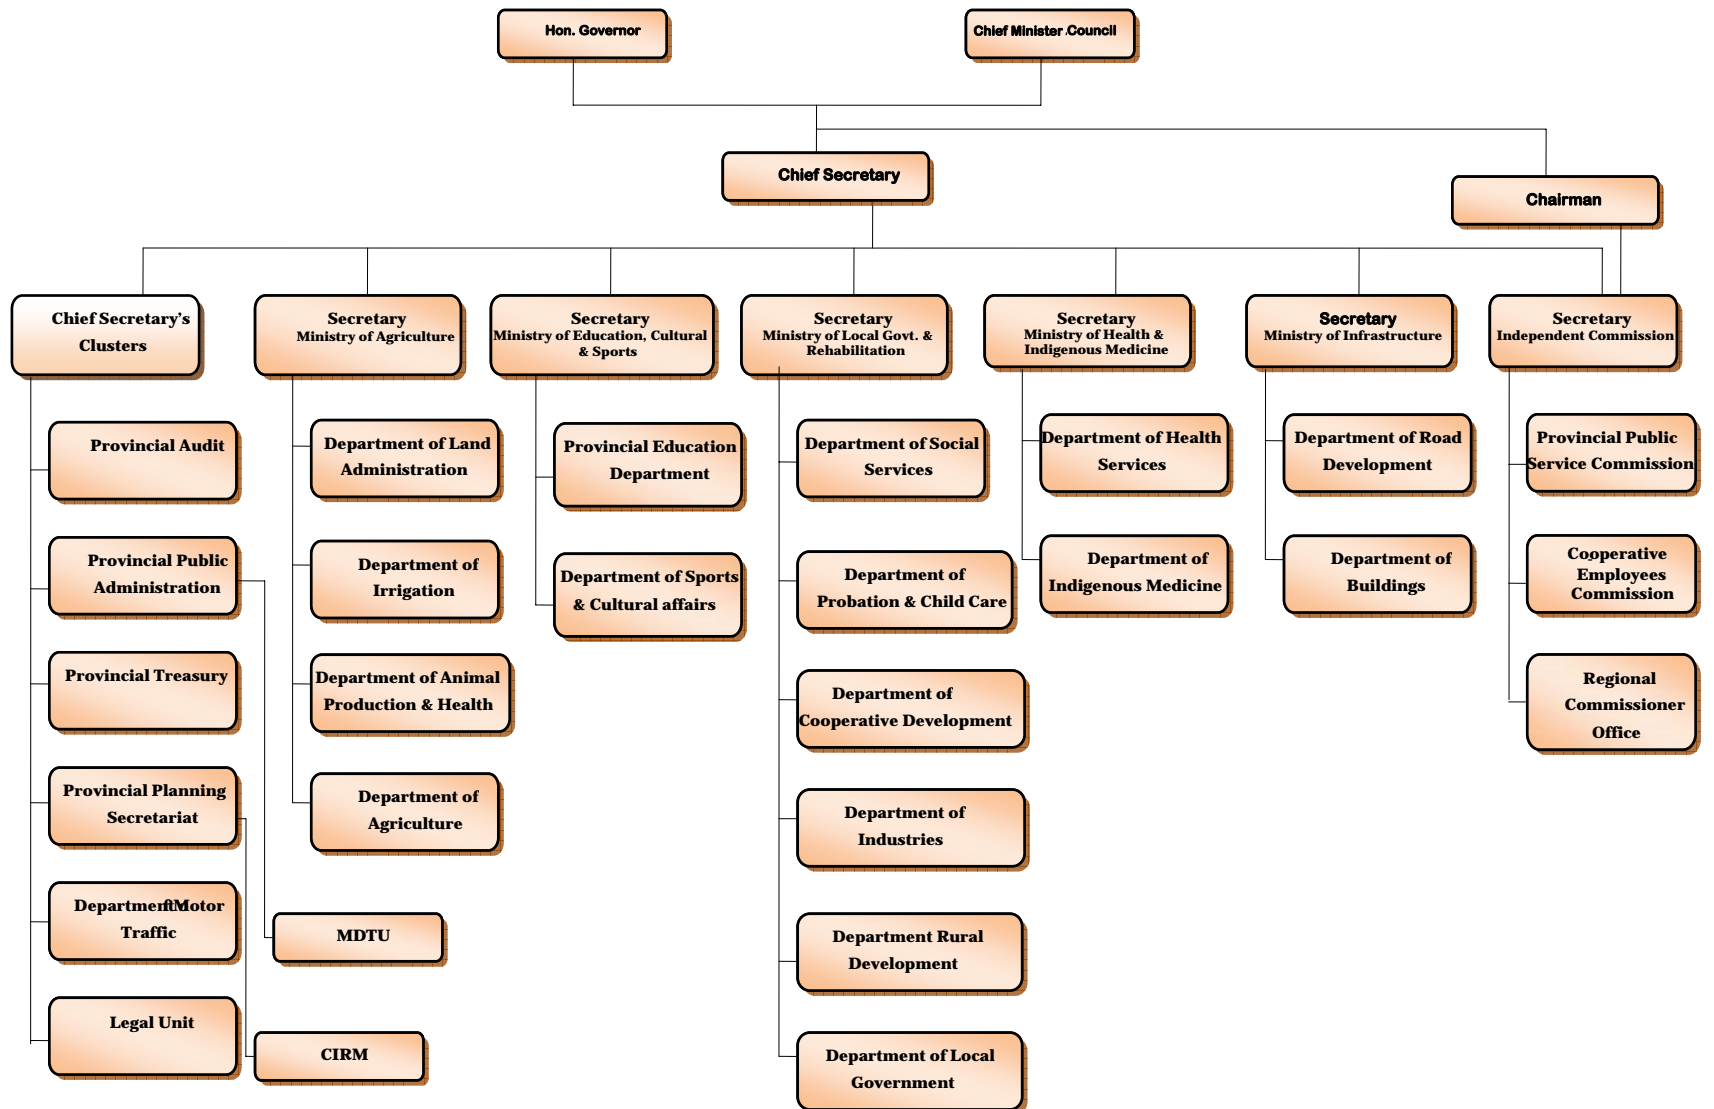 Hon. Governor
Chief Minister Council
Chief Secretary
Chairman
Chief Secretary's
Clusters
Secretary
Ministry of Agriculture
Secretary
Ministry of Education, Cultural
& Sports
Secretary
Ministry of Local Govt. &
Rehabilitation
Secretary
Ministry of Health &
Indigenous Medicine
Secretary
Ministry of Infrastructure
Secretary
Independent Commission
Provincial Audit
Provincial Public
Administration
Provincial Treasury
Provincial Planning
Secretariat
Department Motor
Traffic
Legal Unit
MDTU
CIRM
Department of Land
Administration
Department of
Irrigation
Department of Animal
Production & Health
Department of
Agriculture
Provincial Education
Department
Department of Sports
& Cultural affairs
Department of Social
Services
Department of
Probation & Child Care
Department of
Cooperative Development
Department of
Industries
Department Rural
Development
Department of Local
Government
Department of Health
Services
Department of
Indigenous Medicine
Department of Road
Development
Department of
Buildings
Provincial Public
Service Commission
Cooperative
Employees
Commission
Regional
Commissioner
Office